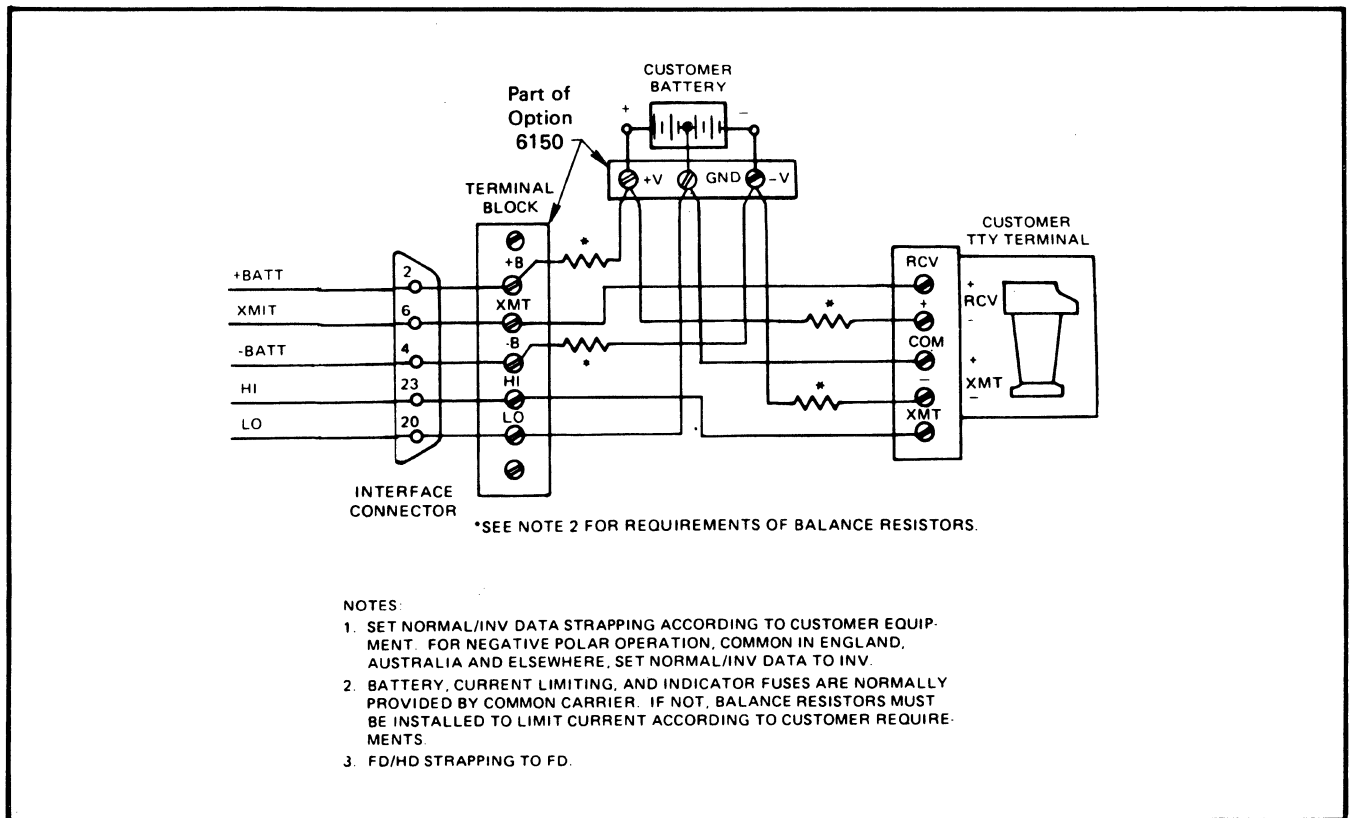 CUSTOMER
BATTERY
Part of
Option
6150
+ −
+V GND −V
TERMINAL
BLOCK
CUSTOMER
TTY TERMINAL
+B
*
RCV
+BATT
2
+
RCV
XMIT
6
XMT
*
+
-
-BATT
4
-B
*
COM
+
HI
23
HI
*
−
XMT
−
LO
20
LO
XMT
INTERFACE
CONNECTOR
*SEE NOTE 2 FOR REQUIREMENTS OF BALANCE RESISTORS.
NOTES:
1. SET NORMAL/INV DATA STRAPPING ACCORDING TO CUSTOMER EQUIP-
MENT. FOR NEGATIVE POLAR OPERATION, COMMON IN ENGLAND,
AUSTRALIA AND ELSEWHERE, SET NORMAL/INV DATA TO INV.
2. BATTERY, CURRENT LIMITING, AND INDICATOR FUSES ARE NORMALLY
PROVIDED BY COMMON CARRIER. IF NOT, BALANCE RESISTORS MUST
BE INSTALLED TO LIMIT CURRENT ACCORDING TO CUSTOMER REQUIRE-
MENTS.
3. FD/HD STRAPPING TO FD.